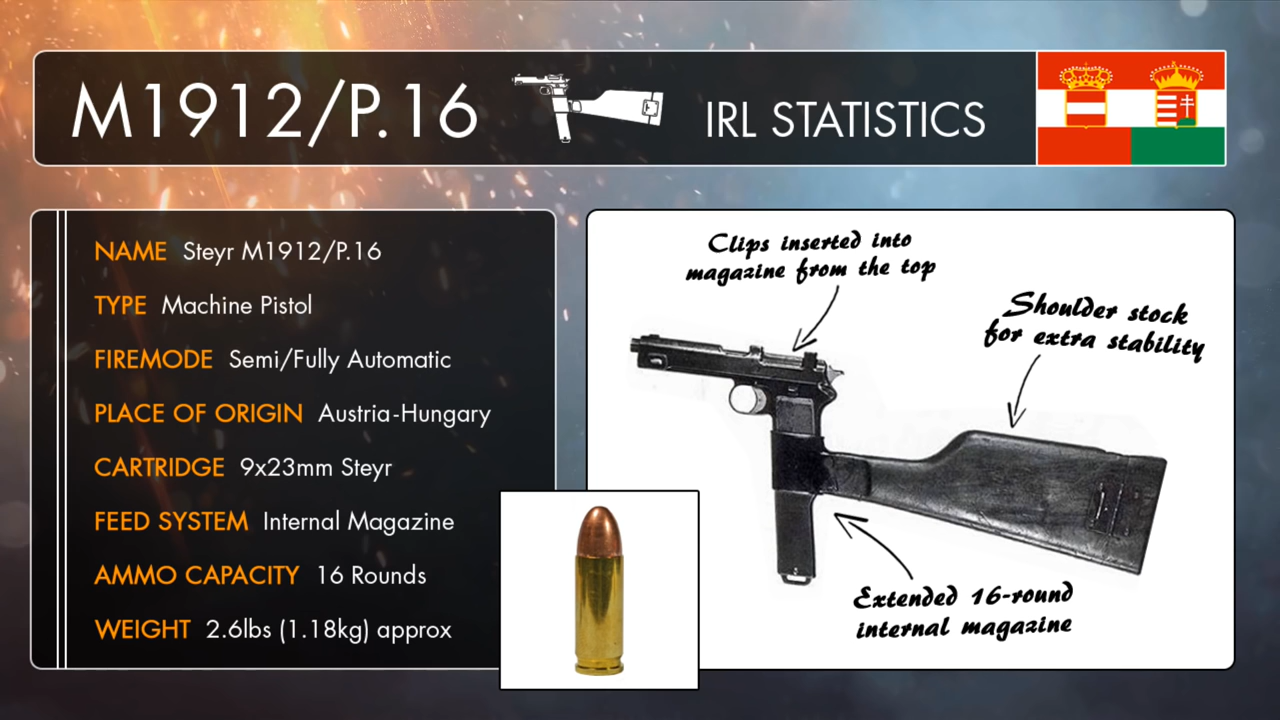 M1912/P.16
IRL STATISTICS
NAME Steyr M1912/P.16
TYPE Machine Pistol
FIREMODE Semi/Fully Automatic
PLACE OF ORIGIN Austria-Hungary
CARTRIDGE 9x23mm Steyr
FEED SYSTEM Internal Magazine
AMMO CAPACITY 16 Rounds
WEIGHT 2.6lbs (1.18kg) approx
Clips inserted into
magazine from the top
Shoulder stock
for extra stability
Extended 16-round
internal magazine